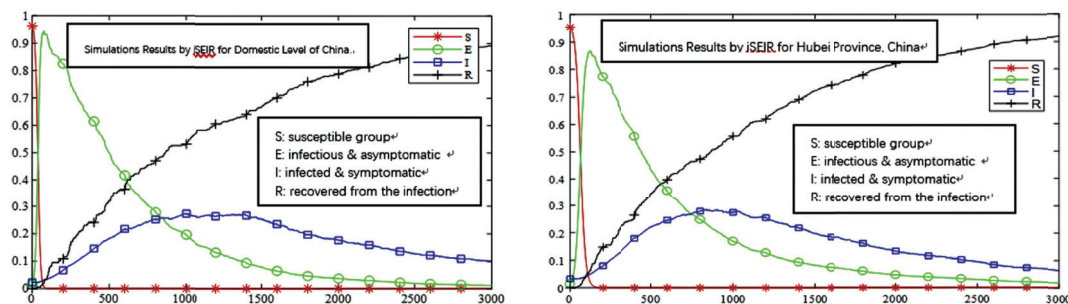 Simulations Results by iSEIR for Domestic Level of China.
S
E
I
R
S: susceptible group
E: infectious & asymptomatic
I: infected & symptomatic
R: recovered from the infection
1
0.9
0.8
0.7
0.6
0.5
0.4
0.3
0.2
0.1
0
0 500 1000 1500 2000 2500 3000
Simulations Results by iSEIR for Hubei Province, China
S
E
I
R
S: susceptible group
E: infectious & asymptomatic
I: infected & symptomatic
R: recovered from the infection
1
0.9
0.8
0.7
0.6
0.5
0.4
0.3
0.2
0.1
0
0 500 1000 1500 2000 2500 3000